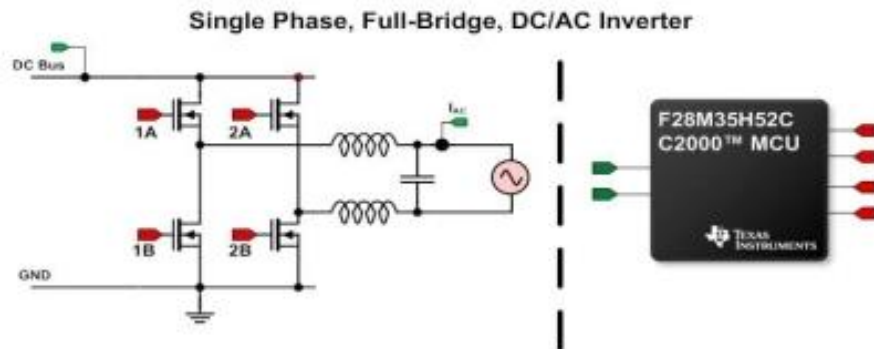 Single Phase, Full-Bridge, DC/AC Inverter
DC Bus
IAC
1A
2A
F28M35H52C
C2000™ MCU
1B
2B
TEXAS
INSTRUMENTS
GND